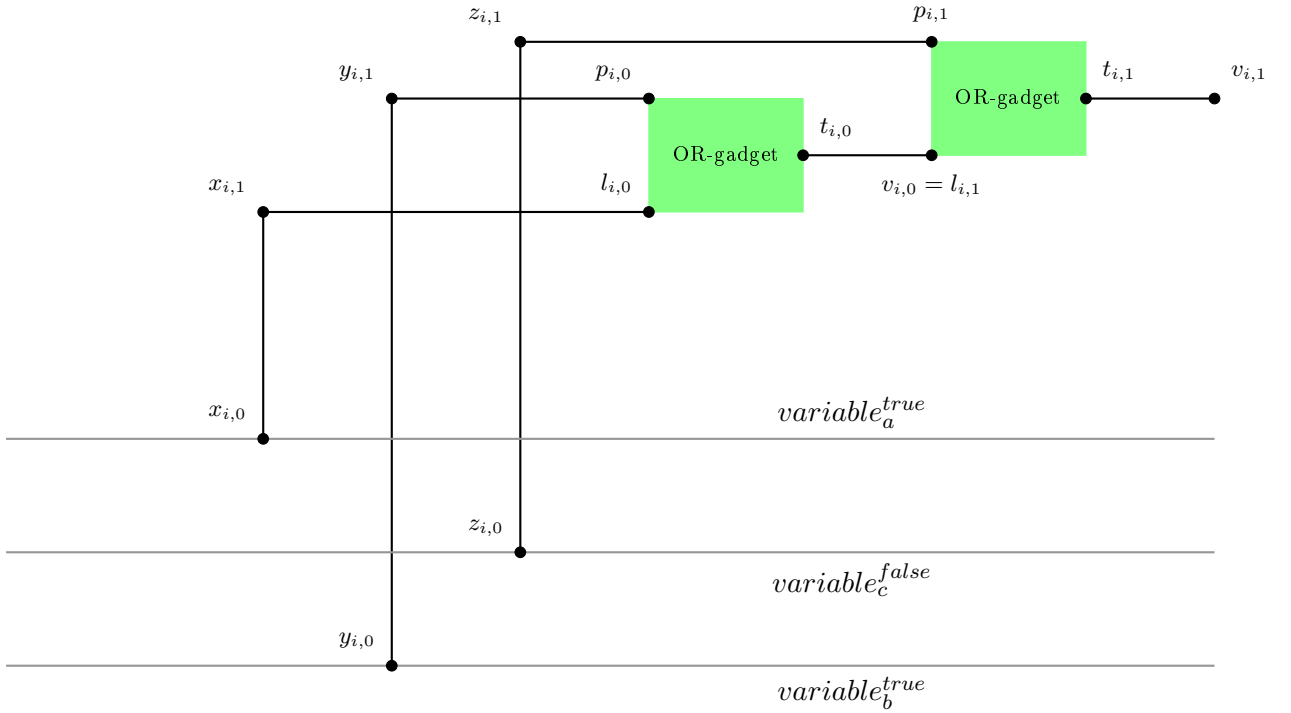 z_{i,1} p_{i,1}
y_{i,1} p_{i,0} t_{i,1} v_{i,1}
OR-gadget
t_{i,0}
OR-gadget
x_{i,1} l_{i,0} v_{i,0} = l_{i,1}
x_{i,0} variable_a^{true}
z_{i,0}
variable_c^{false}
y_{i,0}
variable_b^{true}